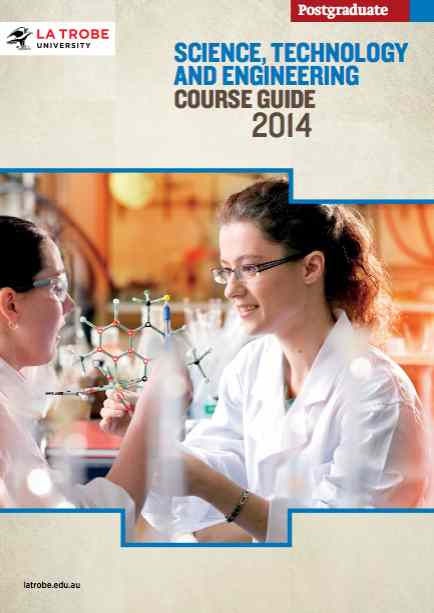 Postgraduate
LA TROBE
UNIVERSITY
SCIENCE, TECHNOLOGY
AND ENGINEERING
COURSE GUIDE
2014
latrobe.edu.au